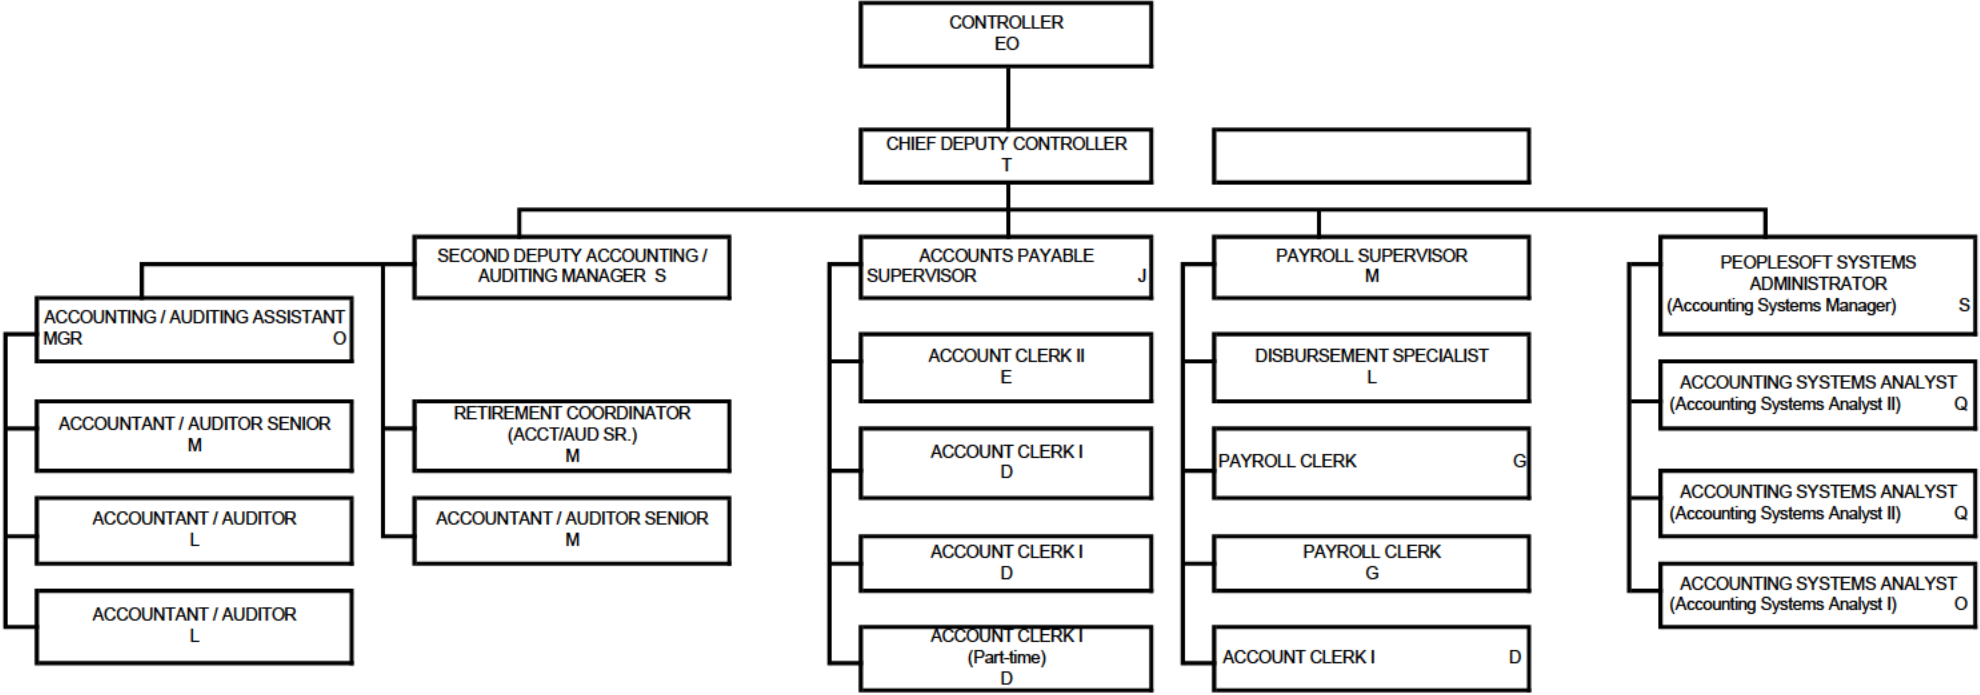 CONTROLLER
EO
CHIEF DEPUTY CONTROLLER
T
SECOND DEPUTY ACCOUNTING /
AUDITING MANAGER S
ACCOUNTING / AUDITING ASSISTANT
MGR O
ACCOUNTANT / AUDITOR SENIOR
M
ACCOUNTANT / AUDITOR
L
ACCOUNTANT / AUDITOR
L
RETIREMENT COORDINATOR
(ACCT/AUD SR.)
M
ACCOUNTANT / AUDITOR SENIOR
M
ACCOUNTS PAYABLE
SUPERVISOR J
ACCOUNT CLERK II
E
ACCOUNT CLERK I
D
ACCOUNT CLERK I
D
ACCOUNT CLERK I
(Part-time)
D
PAYROLL SUPERVISOR
M
DISBURSEMENT SPECIALIST
L
PAYROLL CLERK G
PAYROLL CLERK
G
ACCOUNT CLERK I D
PEOPLESOFT SYSTEMS
ADMINISTRATOR
(Accounting Systems Manager) S
ACCOUNTING SYSTEMS ANALYST
(Accounting Systems Analyst II) Q
ACCOUNTING SYSTEMS ANALYST
(Accounting Systems Analyst II) Q
ACCOUNTING SYSTEMS ANALYST
(Accounting Systems Analyst I) O